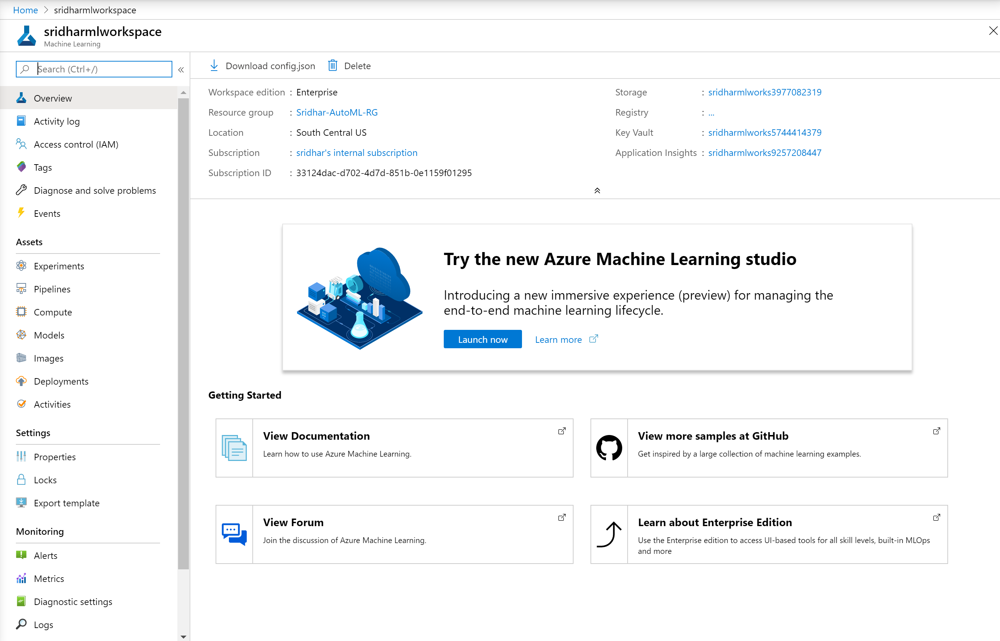 Home > sridharmlworkspace
sridharmlworkspace
Machine Learning
Search (Ctrl+/)
Overview
Activity log
Access control (IAM)
Tags
Diagnose and solve problems
Events
Assets
Experiments
Pipelines
Compute
Models
Images
Deployments
Activities
Settings
Properties
Locks
Export template
Monitoring
Alerts
Metrics
Diagnostic settings
Logs
Download config.json
Delete
Workspace edition : Enterprise
Resource group : Sridhar-AutoML-RG
Location : South Central US
Subscription : sridhar's internal subscription
Subscription ID : 33124dac-d702-4d7d-851b-0e1159f01295
Storage : sridharmlworks3977082319
Registry : ...
Key Vault : sridharmlworks5744414379
Application Insights : sridharmlworks9257208447
Try the new Azure Machine Learning studio
Introducing a new immersive experience (preview) for managing the
end-to-end machine learning lifecycle.
Launch now
Learn more
Getting Started
View Documentation
Learn how to use Azure Machine Learning.
View more samples at GitHub
Get inspired by a large collection of machine learning examples.
View Forum
Join the discussion of Azure Machine Learning.
Learn about Enterprise Edition
Use the Enterprise edition to access UI-based tools for all skill levels, built-in MLOps
and more